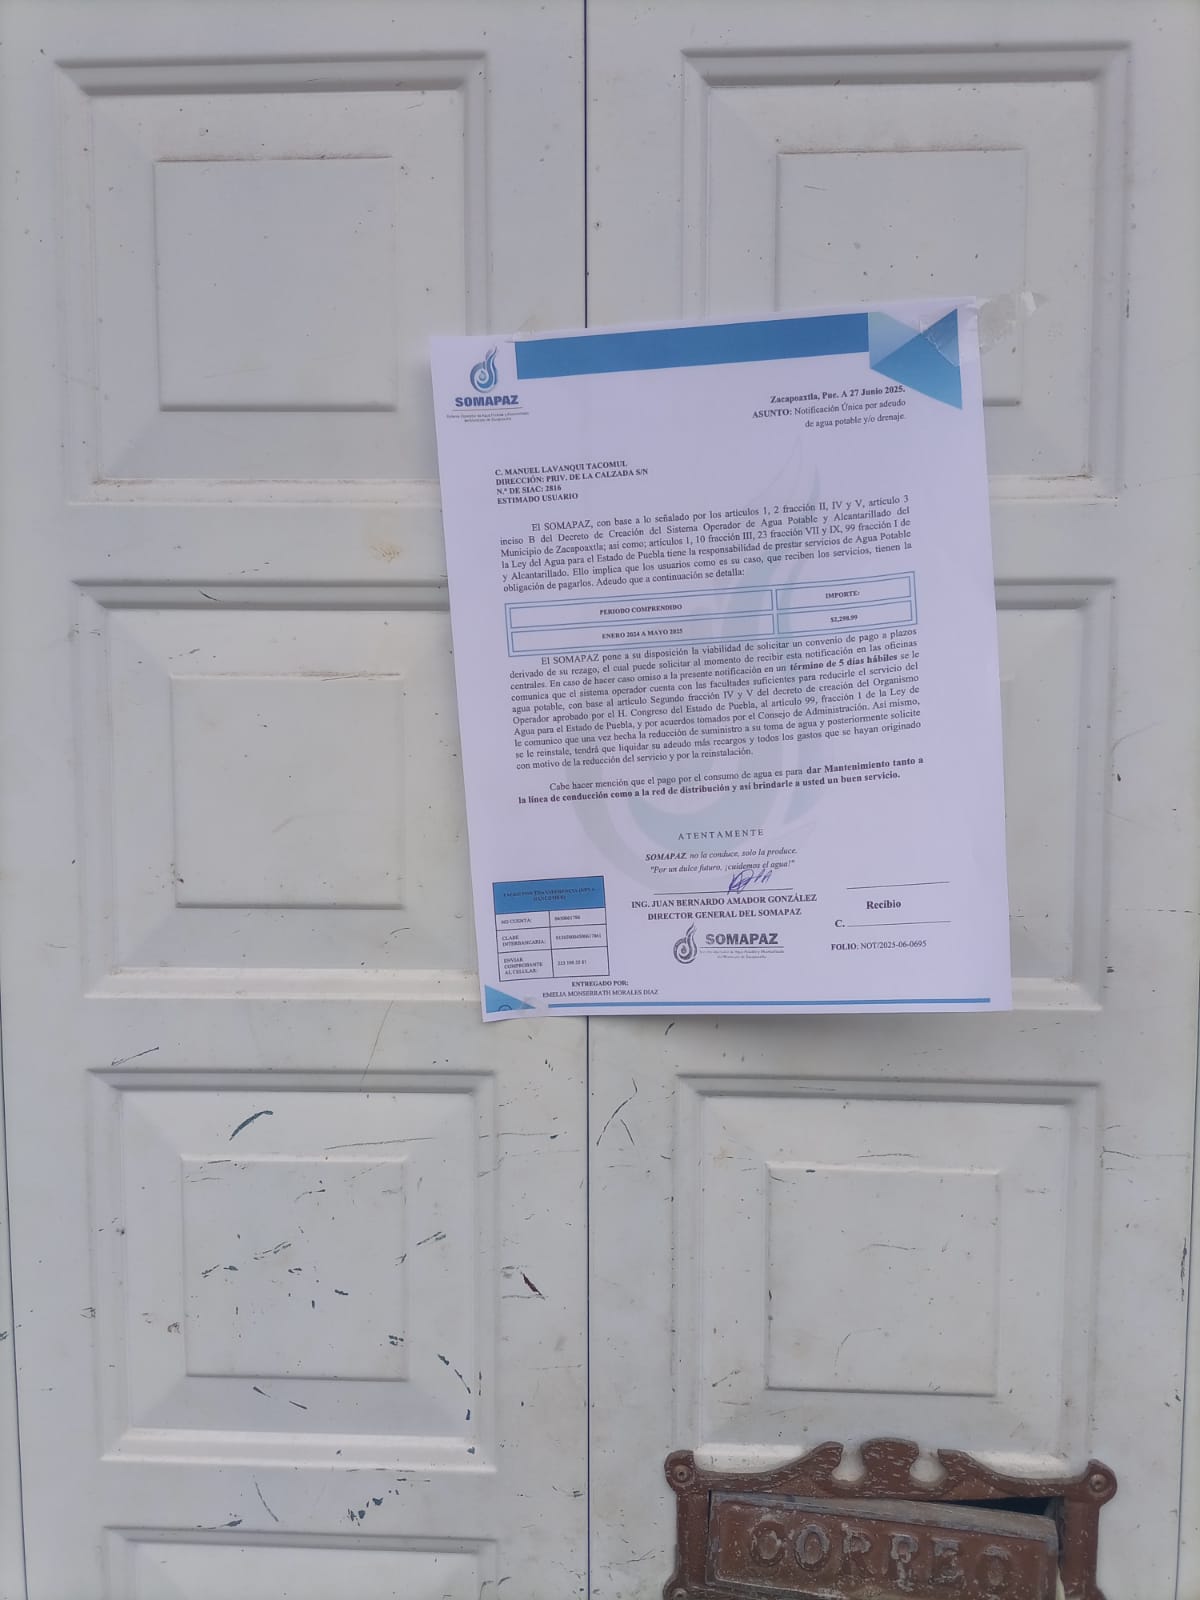 SOMAPAZ
Zacapoaxtla, Pue. A 27 Junio 2025.
ASUNTO: Notificación Única por adeudo
de agua potable y/o drenaje.
C. MANUEL LAVANQUI TACOMUL
DIRECCIÓN: PRIV. DE LA CALZADA S/N
N.° DE SIAC: 2816
ESTIMADO USUARIO
El SOMAPAZ, con base a lo señalado por los artículos 1, 2 fracción II, IV y V, artículo 3
inciso B del Decreto de Creación del Sistema Operador de Agua Potable y Alcantarillado del
Municipio de Zacapoaxtla; así como; artículos 1, 10 fracción III, 23 fracción VII y IX, 99 fracción I de
la Ley del Agua para el Estado de Puebla tiene la responsabilidad de prestar servicios de Agua Potable
y Alcantarillado. Ello implica que los usuarios como es su caso, que reciben los servicios, tienen la
obligación de pagarlos. Adeudo que a continuación se detalla:
PERIODO COMPRENDIDO IMPORTE:
ENERO 2024 A MAYO 2025 $2,298.99
El SOMAPAZ pone a su disposición la viabilidad de solicitar un convenio de pago a plazos
derivado de su rezago, el cual puede solicitar al momento de recibir esta notificación en las oficinas
centrales. En caso de hacer caso omiso a la presente notificación en un término de 5 días hábiles se le
comunica que el sistema operador cuenta con las facultades suficientes para reducirle el servicio del
agua potable, con base al artículo Segundo fracción IV y V del decreto de creación del Organismo
Operador aprobado por el H. Congreso del Estado de Puebla, al artículo 99, fracción 1 de la Ley de
Agua para el Estado de Puebla, y por acuerdos tomados por el Consejo de Administración. Así mismo,
le comunico que una vez hecha la reducción de suministro a su toma de agua y posteriormente solicite
se le reinstale, tendrá que liquidar su adeudo más recargos y todos los gastos que se hayan originado
con motivo de la reducción del servicio y por la reinstalación.
Cabe hacer mención que el pago por el consumo de agua es para dar Mantenimiento tanto a
la línea de conducción como a la red de distribución y así brindarle a usted un buen servicio.
ATENTAMENTE
SOMAPAZ, no la conduce, solo la produce.
"Por un dulce futuro, ¡cuidemos el agua!"
ING. JUAN BERNARDO AMADOR GONZÁLEZ
DIRECTOR GENERAL DEL SOMAPAZ
SOMAPAZ
Recibio
C.
FOLIO: NOT/2025-06-0695
NO CUENTA:
CLABE
INTERBANCARIA:
ENVIAR
COMPROBANTE
AL CELULAR:
ENTREGADO POR:
EMELIA MONSERRATH MORALES DIAZ
CORREO